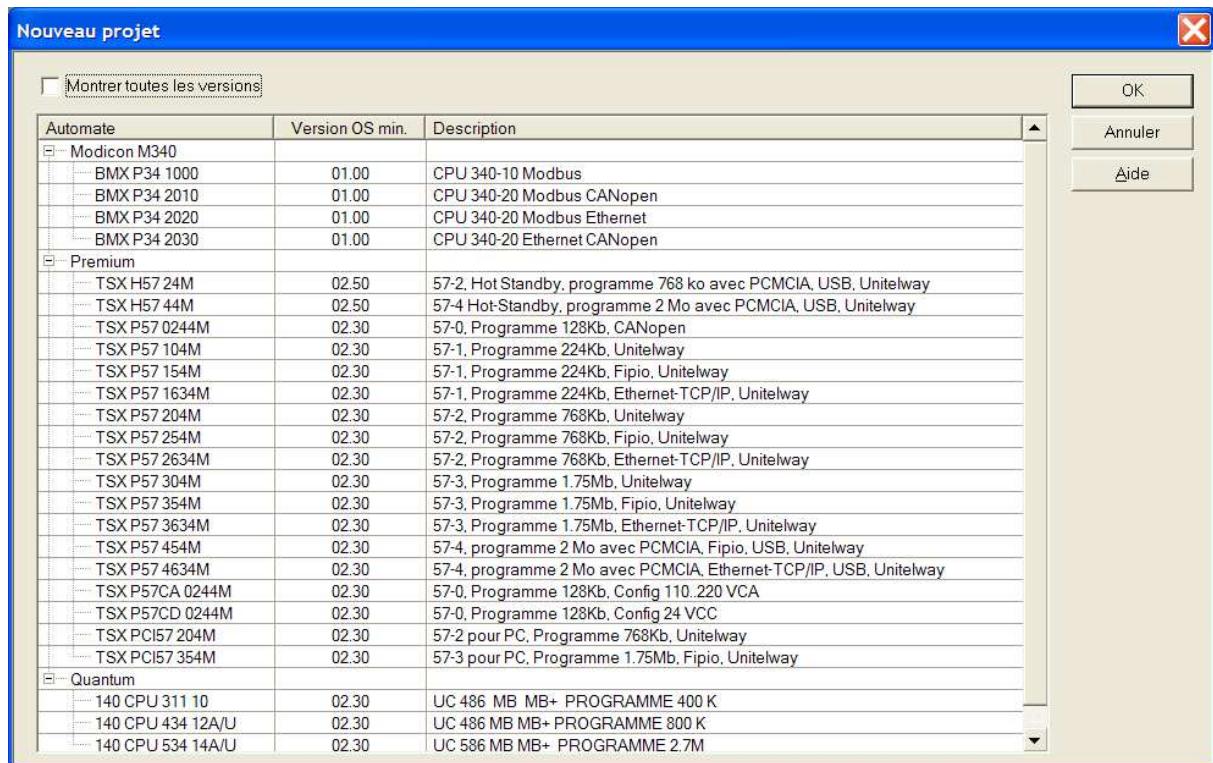 Nouveau projet
Montrer toutes les versions
OK
Annuler
Aide
Automate Version OS min. Description
Modicon M340
BMX P34 1000 01.00 CPU 340-10 Modbus
BMX P34 2010 01.00 CPU 340-20 Modbus CANopen
BMX P34 2020 01.00 CPU 340-20 Modbus Ethernet
BMX P34 2030 01.00 CPU 340-20 Ethernet CANopen
Premium
TSX H57 24M 02.50 57-2, Hot Standby, programme 768 ko avec PCMCIA, USB, Unitelway
TSX H57 44M 02.50 57-4 Hot-Standby, programme 2 Mo avec PCMCIA, USB, Unitelway
TSX P57 0244M 02.30 57-0, Programme 128Kb, CANopen
TSX P57 104M 02.30 57-1, Programme 224Kb, Unitelway
TSX P57 154M 02.30 57-1, Programme 224Kb, Fipio, Unitelway
TSX P57 1634M 02.30 57-1, Programme 224Kb, Ethernet-TCP/IP, Unitelway
TSX P57 204M 02.30 57-2, Programme 768Kb, Unitelway
TSX P57 254M 02.30 57-2, Programme 768Kb, Fipio, Unitelway
TSX P57 2634M 02.30 57-2, Programme 768Kb, Ethernet-TCP/IP, Unitelway
TSX P57 304M 02.30 57-3, Programme 1.75Mb, Unitelway
TSX P57 354M 02.30 57-3, Programme 1.75Mb, Fipio, Unitelway
TSX P57 3634M 02.30 57-3, Programme 1.75Mb, Ethernet-TCP/IP, Unitelway
TSX P57 454M 02.30 57-4, programme 2 Mo avec PCMCIA, Fipio, USB, Unitelway
TSX P57 4634M 02.30 57-4, programme 2 Mo avec PCMCIA, Ethernet-TCP/IP, USB, Unitelway
TSX P57CA 0244M 02.30 57-0, Programme 128Kb, Config 110..220 VCA
TSX P57CD 0244M 02.30 57-0, Programme 128Kb, Config 24 VCC
TSX PCI57 204M 02.30 57-2 pour PC, Programme 768Kb, Unitelway
TSX PCI57 354M 02.30 57-3 pour PC, Programme 1.75Mb, Fipio, Unitelway
Quantum
140 CPU 311 10 02.30 UC 486 MB MB+ PROGRAMME 400 K
140 CPU 434 12A/U 02.30 UC 486 MB MB+ PROGRAMME 800 K
140 CPU 534 14A/U 02.30 UC 586 MB MB+ PROGRAMME 2.7M